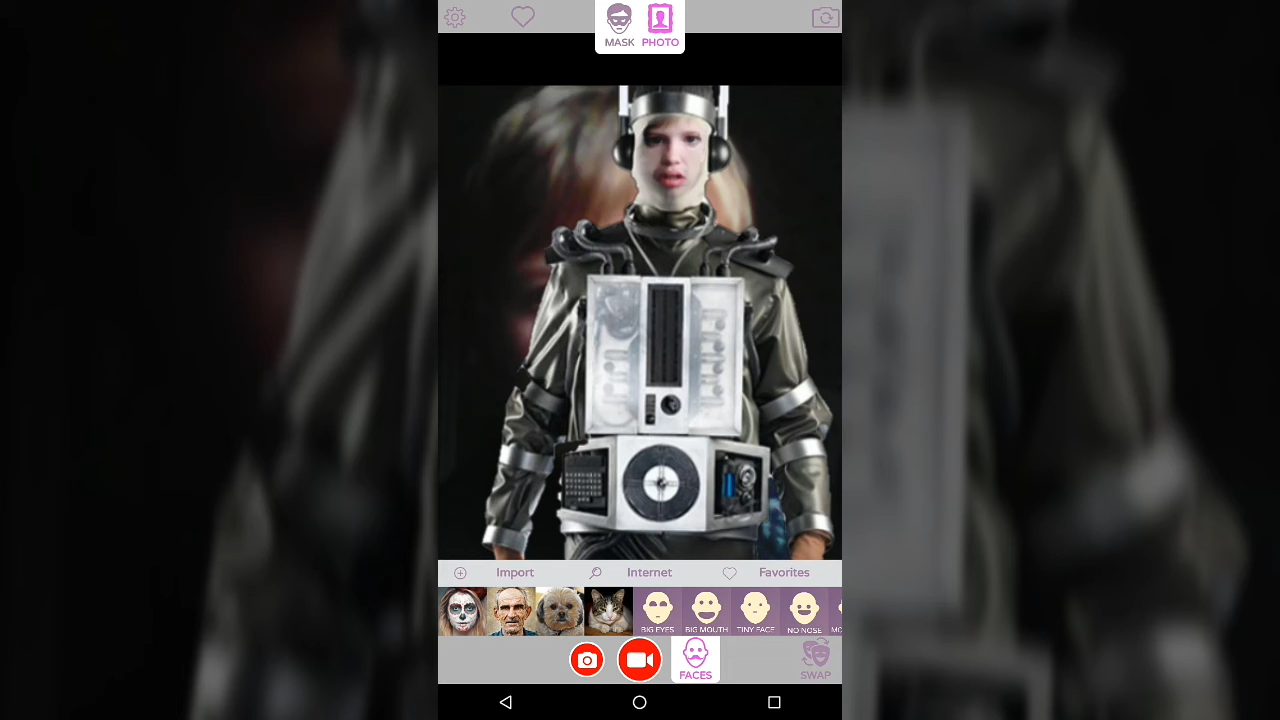 MASK PHOTO
Import Internet Favorites
BIG EYES BIG MOUTH TINY FACE NO NOSE
FACES SWAP